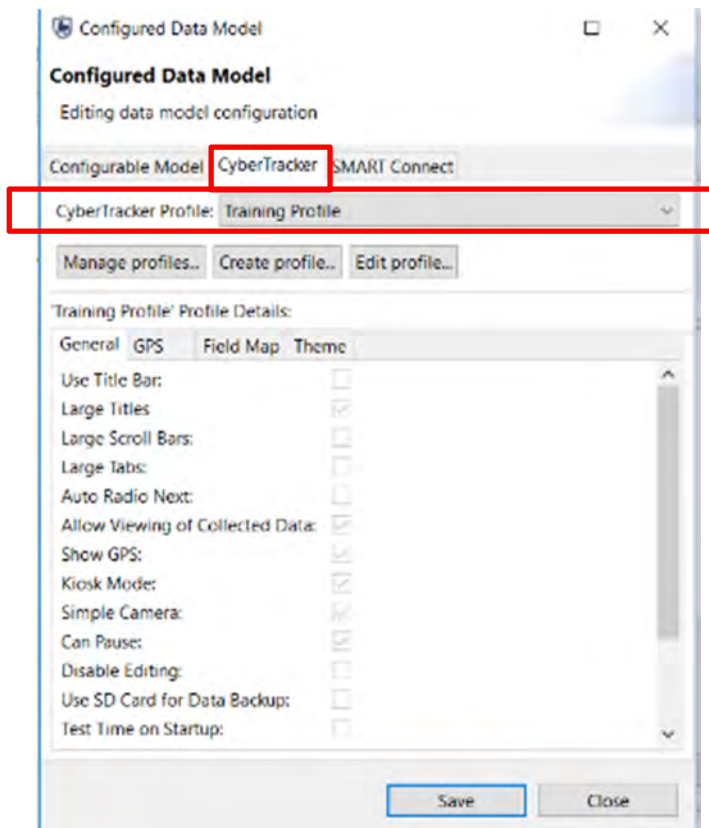 Configured Data Model
Configured Data Model
Editing data model configuration
Configurable Model CyberTracker SMART Connect
CyberTracker Profile: Training Profile
Manage profiles... Create profile... Edit profile...
'Training Profile' Profile Details:
General GPS Field Map Theme
Use Title Bar:
Large Titles
Large Scroll Bars:
Large Tabs:
Auto Radio Next:
Allow Viewing of Collected Data:
Show GPS:
Kiosk Mode:
Simple Camera:
Can Pause:
Disable Editing:
Use SD Card for Data Backup:
Test Time on Startup:
Save Close